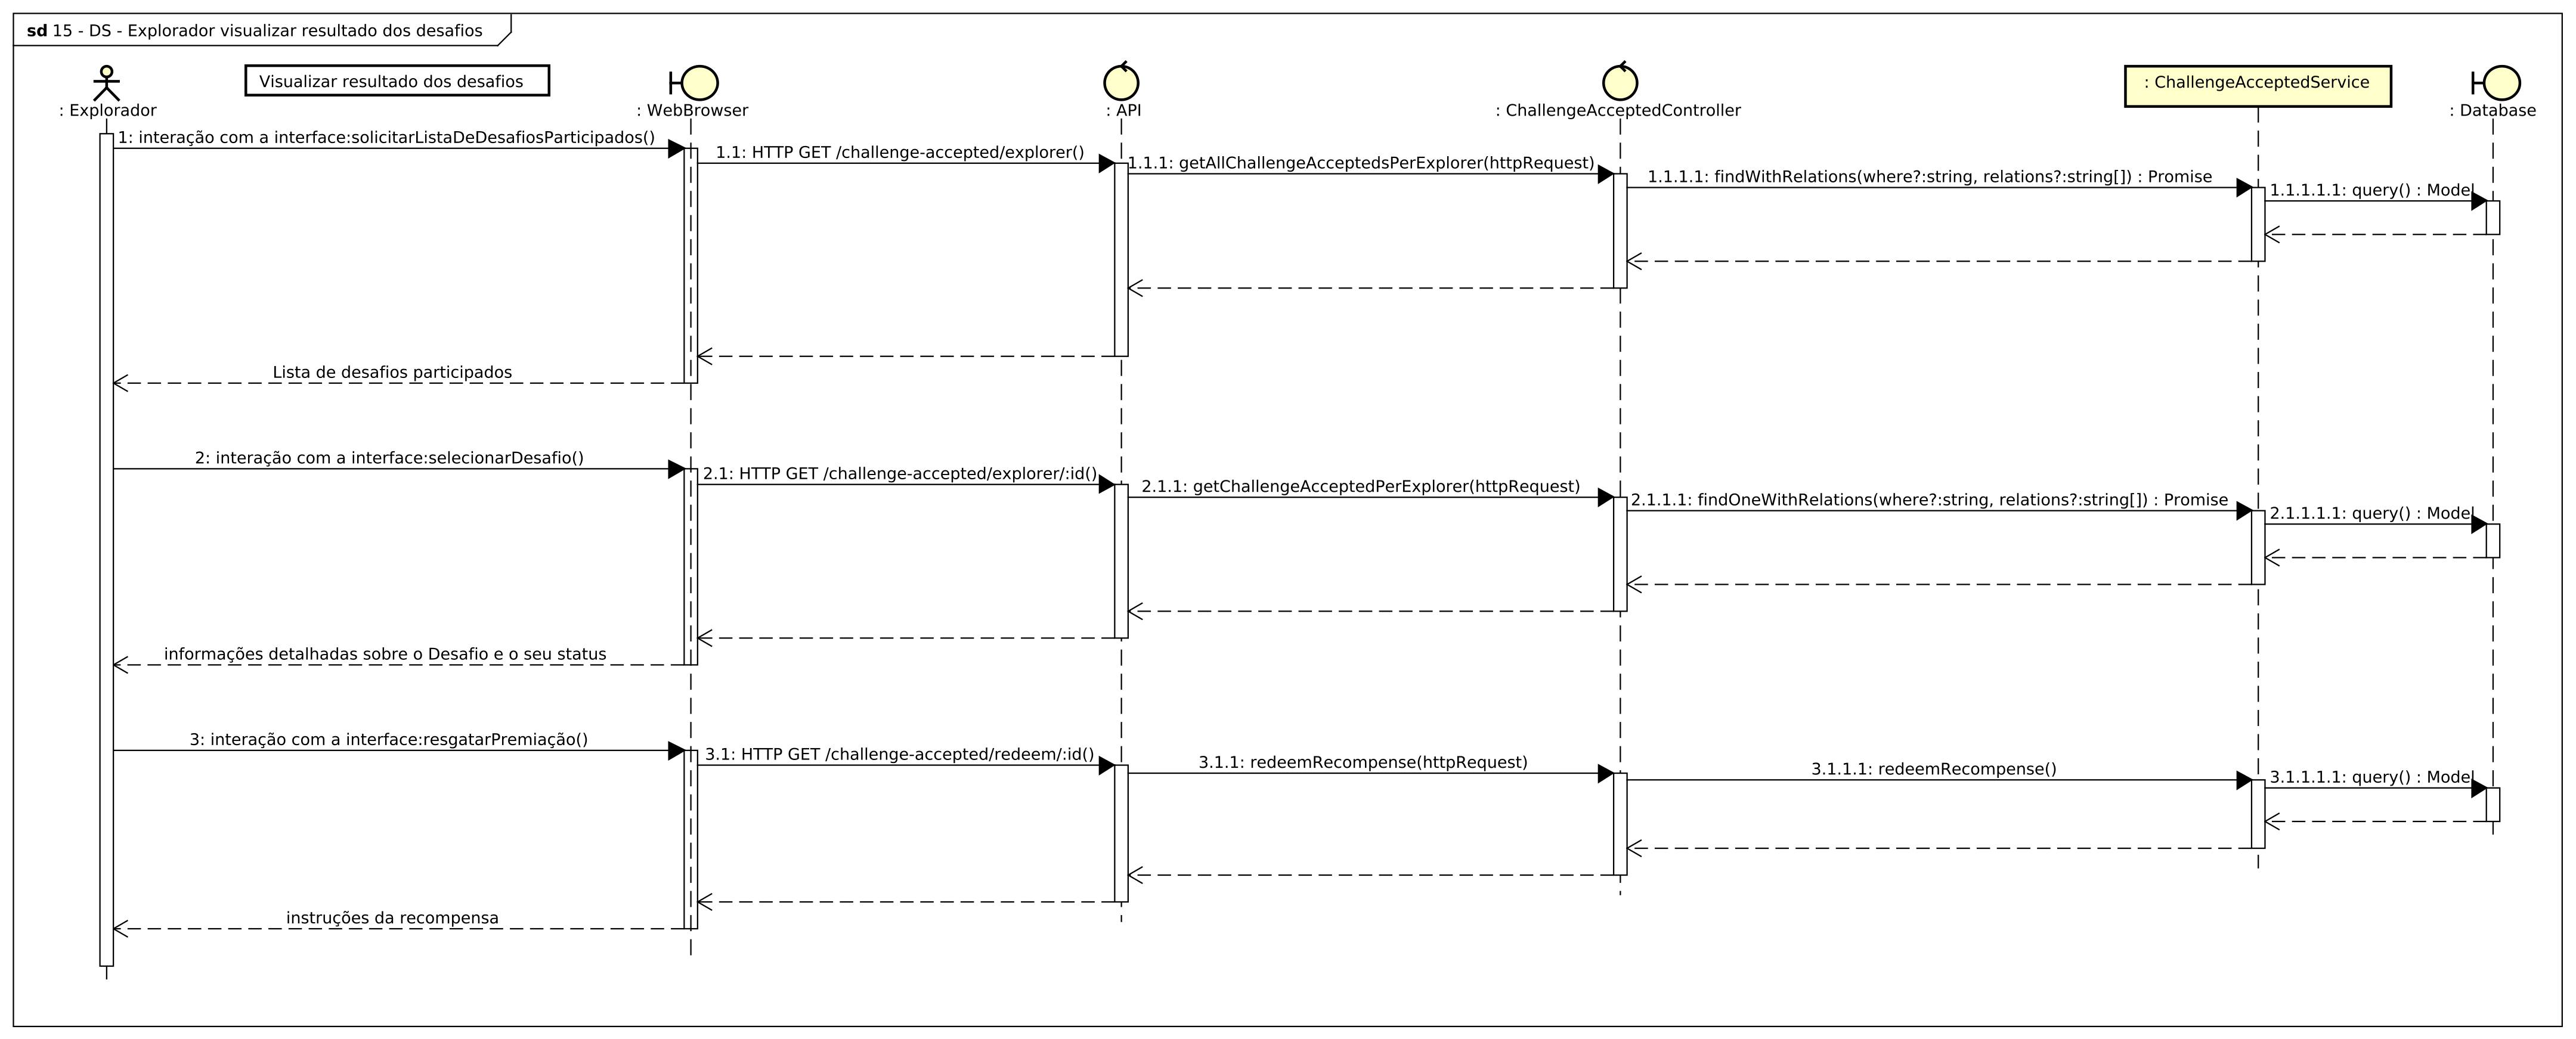 sd 15 - DS - Explorador visualizar resultado dos desafios
Visualizar resultado dos desafios
: Explorador
: WebBrowser
: API
: ChallengeAcceptedController
: ChallengeAcceptedService
: Database
1: interação com a interface:solicitarListaDeDesafiosParticipados()
1.1: HTTP GET /challenge-accepted/explorer()
1.1.1: getAllChallengeAcceptedsPerExplorer(httpRequest)
1.1.1.1: findWithRelations(where?:string, relations?:string[]) : Promise
1.1.1.1.1: query() : Model
Lista de desafios participados
2: interação com a interface:selecionarDesafio()
2.1: HTTP GET /challenge-accepted/explorer/:id()
2.1.1: getChallengeAcceptedPerExplorer(httpRequest)
2.1.1.1: findOneWithRelations(where?:string, relations?:string[]) : Promise
2.1.1.1.1: query() : Model
informações detalhadas sobre o Desafio e o seu status
3: interação com a interface:resgatarPremiação()
3.1: HTTP GET /challenge-accepted/redeem/:id()
3.1.1: redeemRecompense(httpRequest)
3.1.1.1: redeemRecompense()
3.1.1.1.1: query() : Model
instruções da recompensa